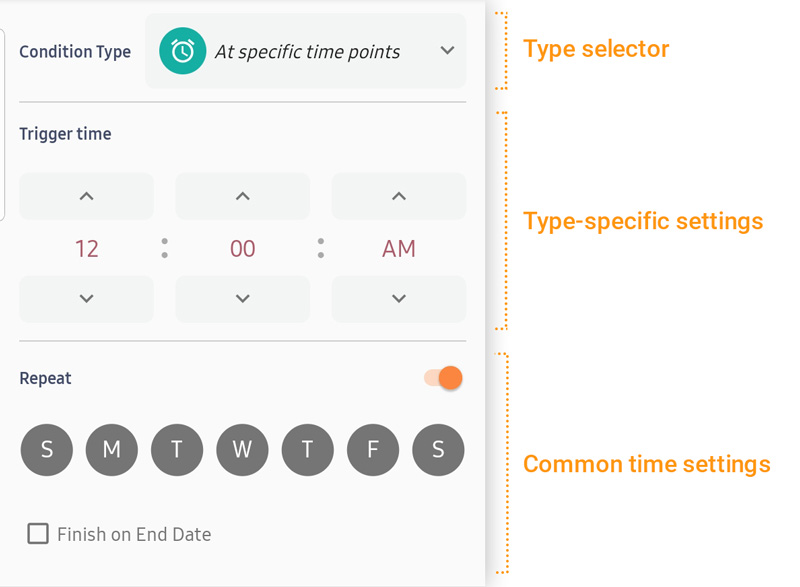 Condition Type
At specific time points
Type selector
Trigger time
12 : 00 : AM
Type-specific settings
Repeat
S M T W T F S
Common time settings
Finish on End Date